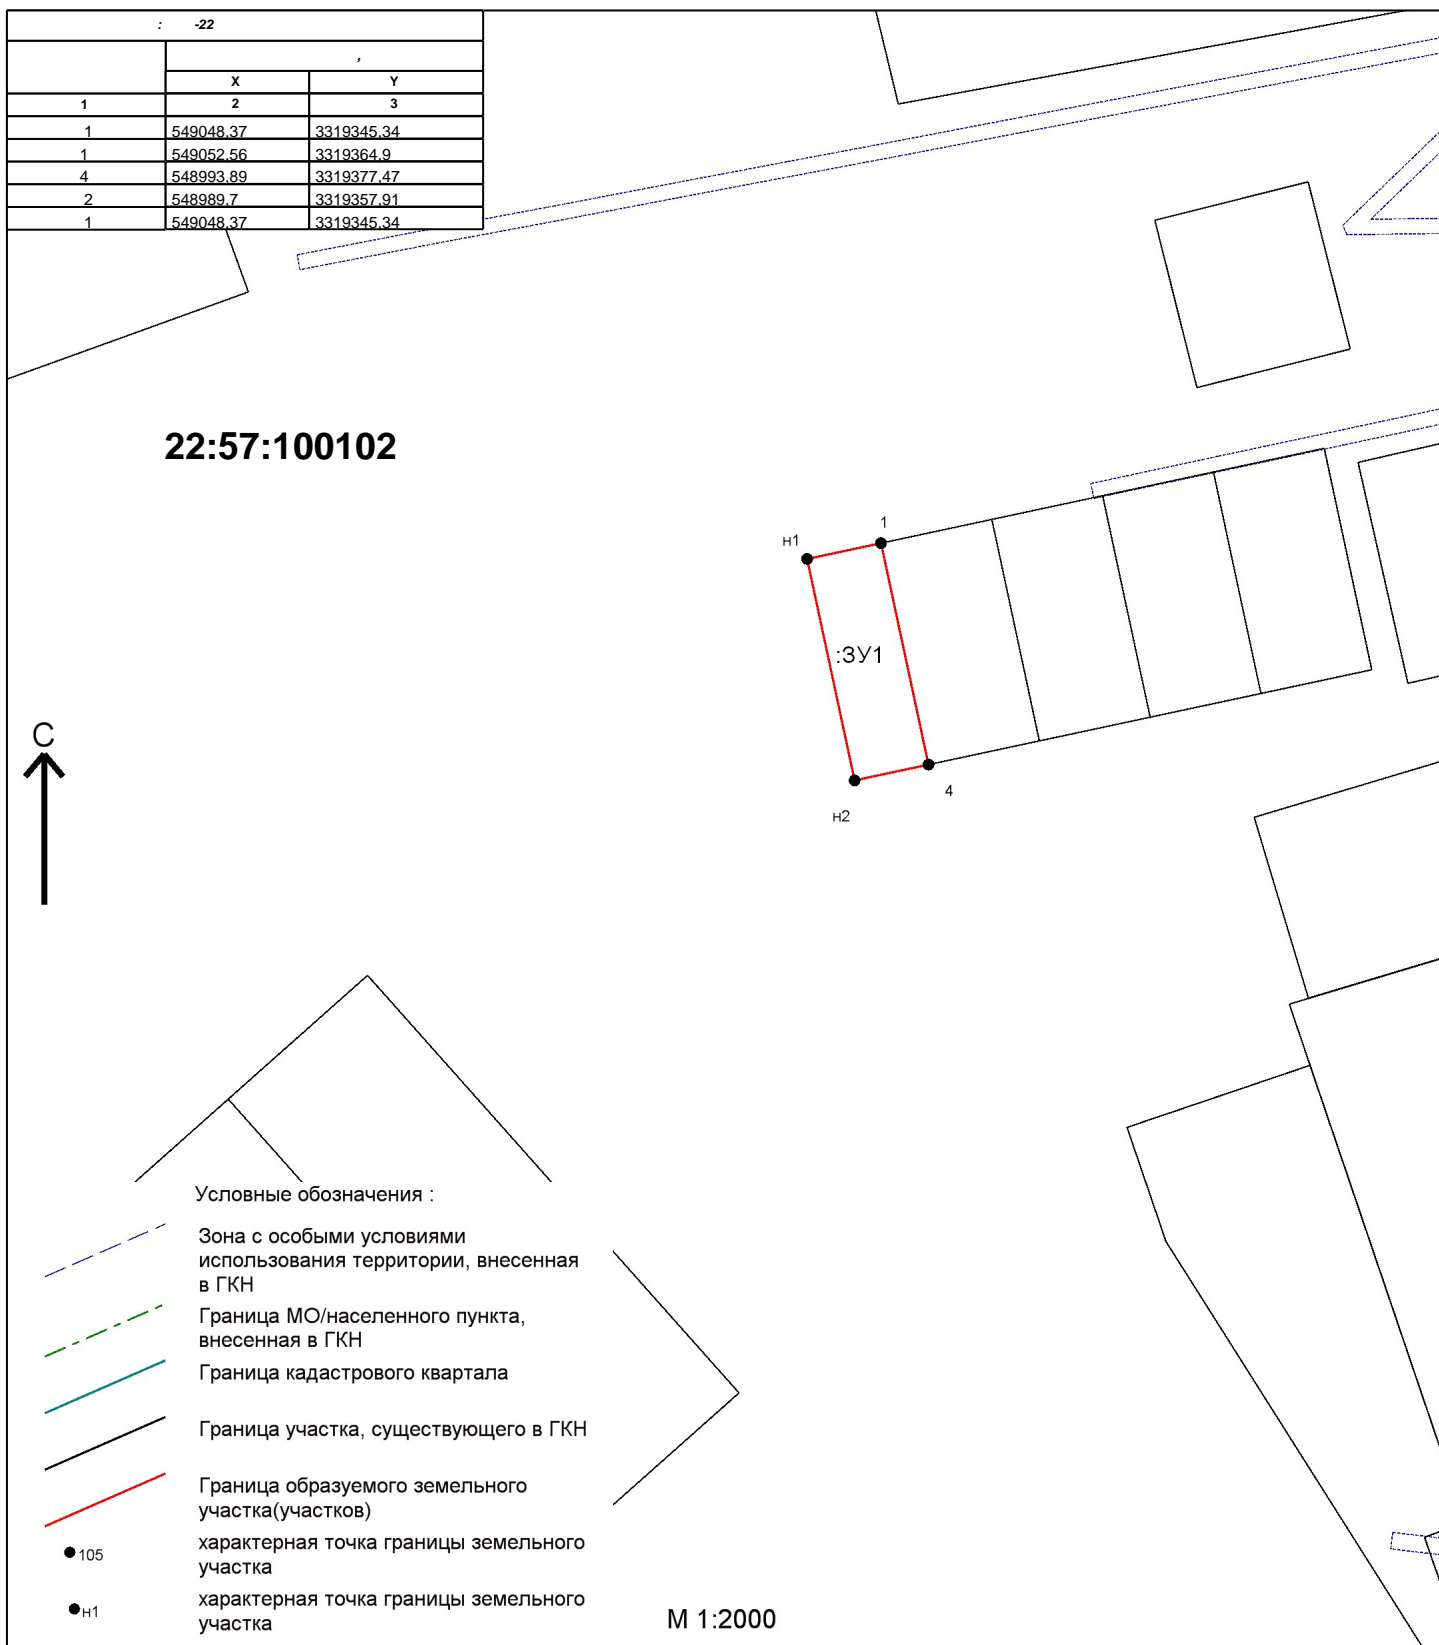 : -22
,
X Y
1 2 3
1 549048,37 3319345,34
1 549052,56 3319364,9
4 548993,89 3319377,47
2 548989,7 3319357,91
1 549048,37 3319345,34
22:57:100102
н1
1
:ЗУ1
4
н2
С
Условные обозначения :
Зона с особыми условиями
использования территории, внесенная
в ГКН
Граница МО/населенного пункта,
внесенная в ГКН
Граница кадастрового квартала
Граница участка, существующего в ГКН
Граница образуемого земельного
участка(участков)
105
характерная точка границы земельного
участка
н1
характерная точка границы земельного
участка
М 1:2000